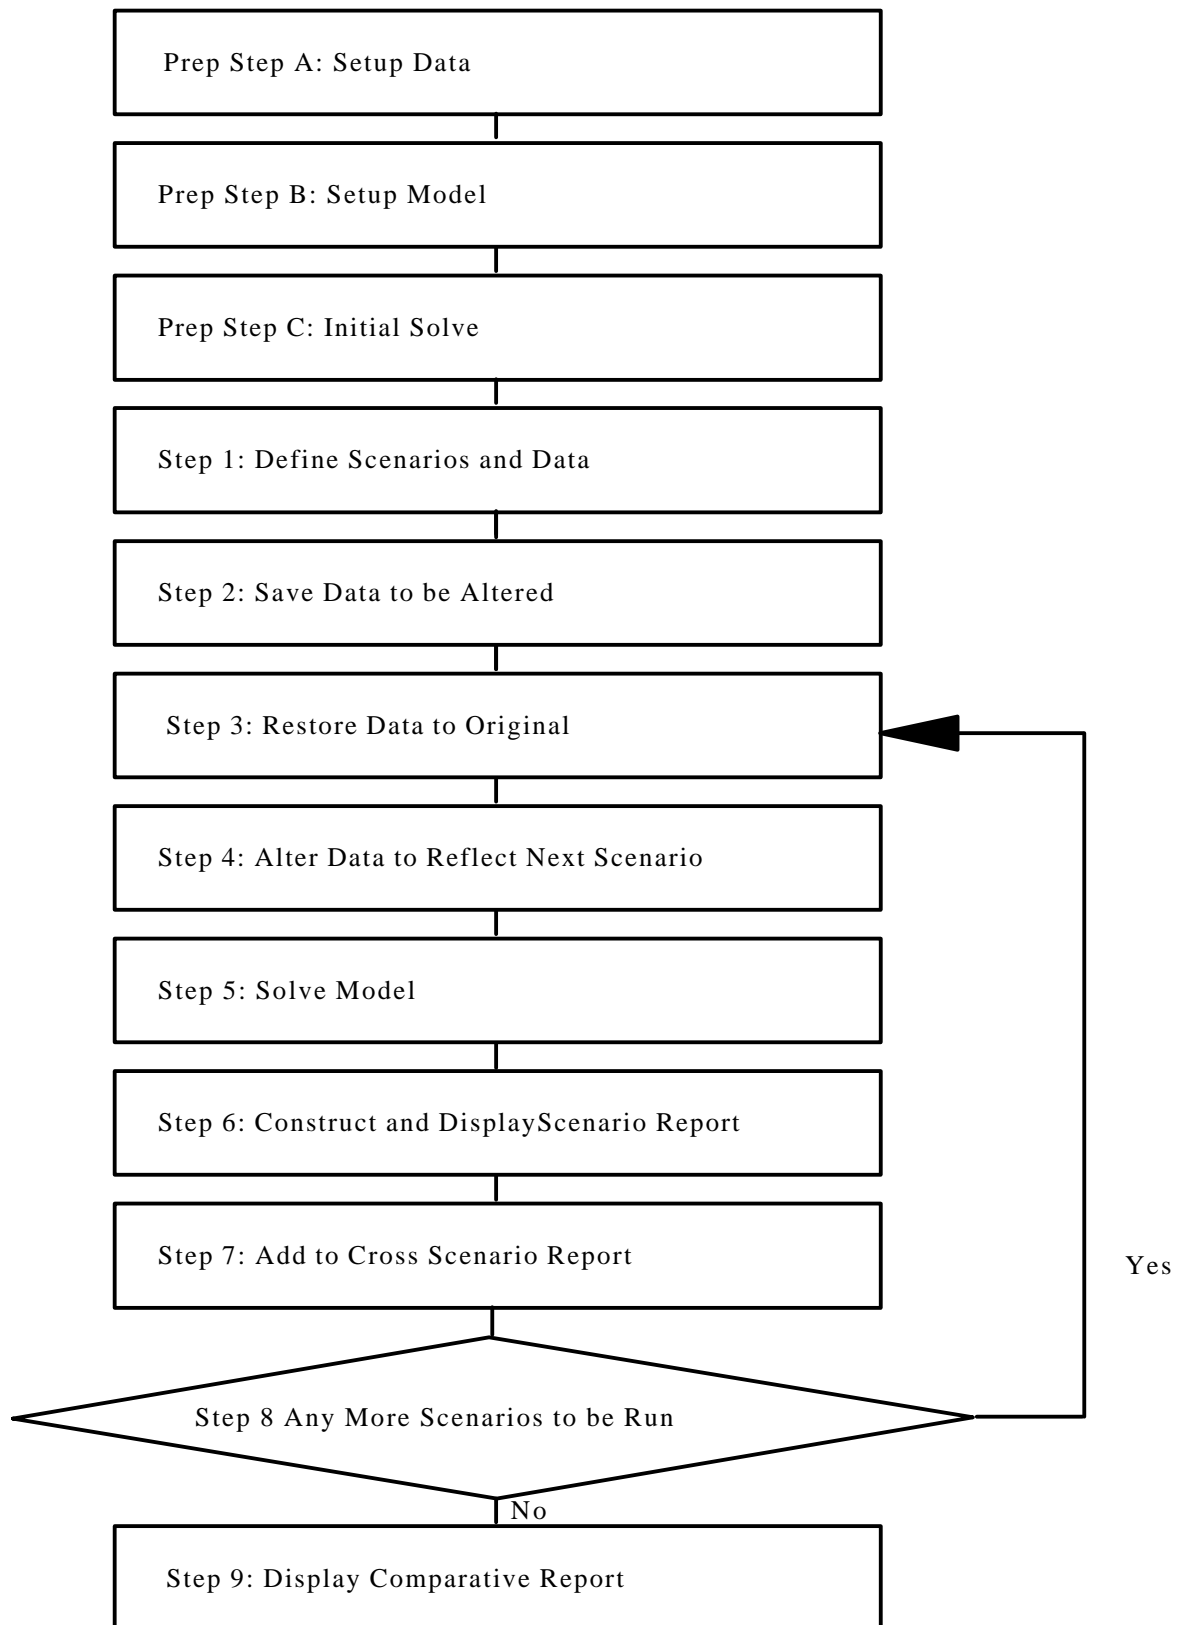 Prep Step A: Setup Data
Prep Step B: Setup Model
Prep Step C: Initial Solve
Step 1: Define Scenarios and Data
Step 2: Save Data to be Altered
Step 3: Restore Data to Original
Step 4: Alter Data to Reflect Next Scenario
Step 5: Solve Model
Step 6: Construct and DisplayScenario Report
Step 7: Add to Cross Scenario Report
Yes
Step 8 Any More Scenarios to be Run
No
Step 9: Display Comparative Report